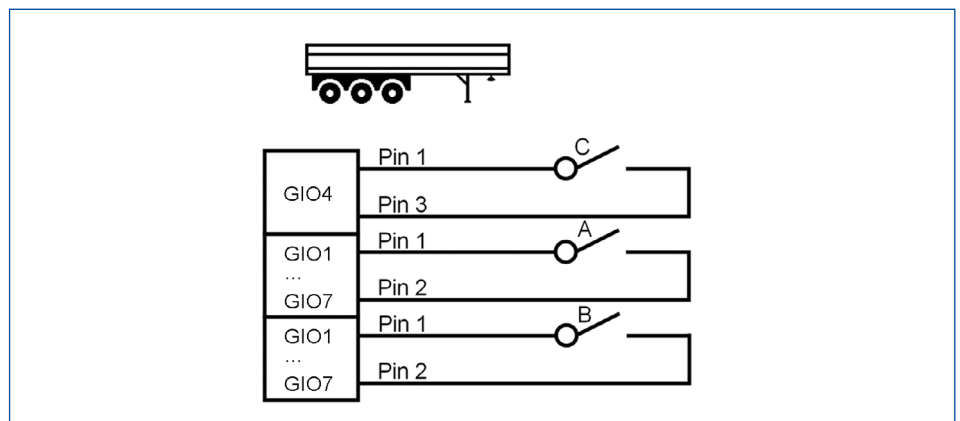 Pin 1
C
GIO4
Pin 3
Pin 1
A
GIO1
...
GIO7
Pin 2
Pin 1
B
GIO1
...
GIO7
Pin 2